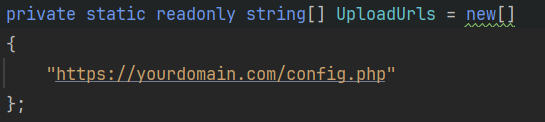 private static readonly string[] UploadUrls = new[]
{
    "https://yourdomain.com/config.php"
};